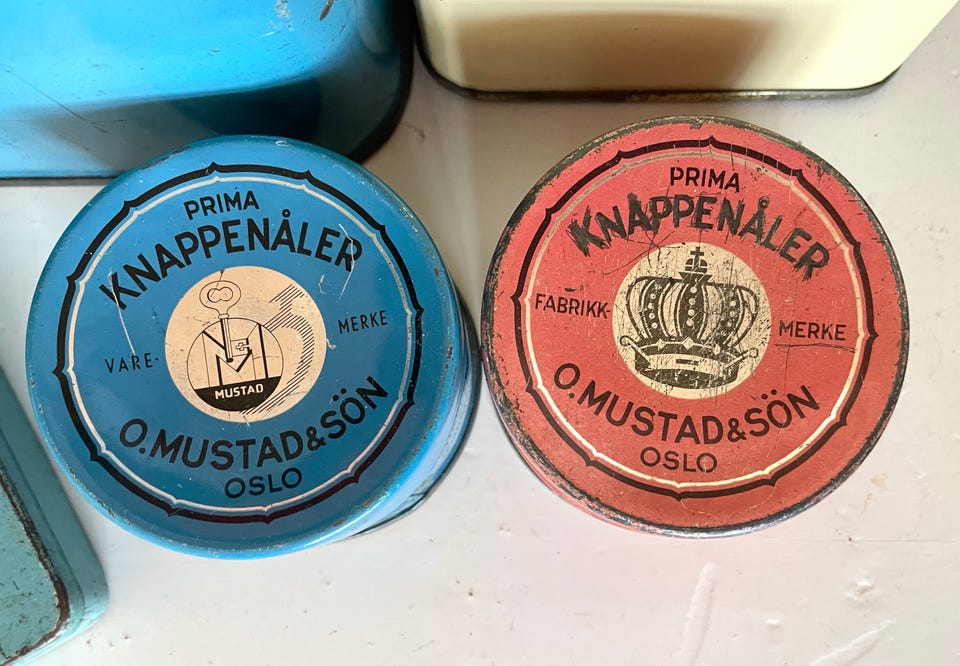 PRIMA
KNAPPENÅLER
VARE- MERKE
MUSTAD
O.MUSTAD&SÖN
OSLO
PRIMA
KNAPPENÅLER
FABRIKK- MERKE
O.MUSTAD&SÖN
OSLO